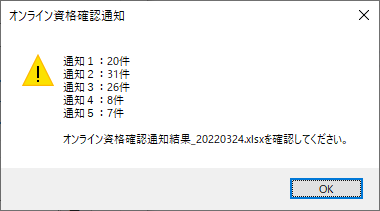 オンライン資格確認通知
通知１：20件
通知２：31件
通知３：26件
通知４：8件
通知５：7件
オンライン資格確認通知結果_20220324.xlsxを確認してください。
OK